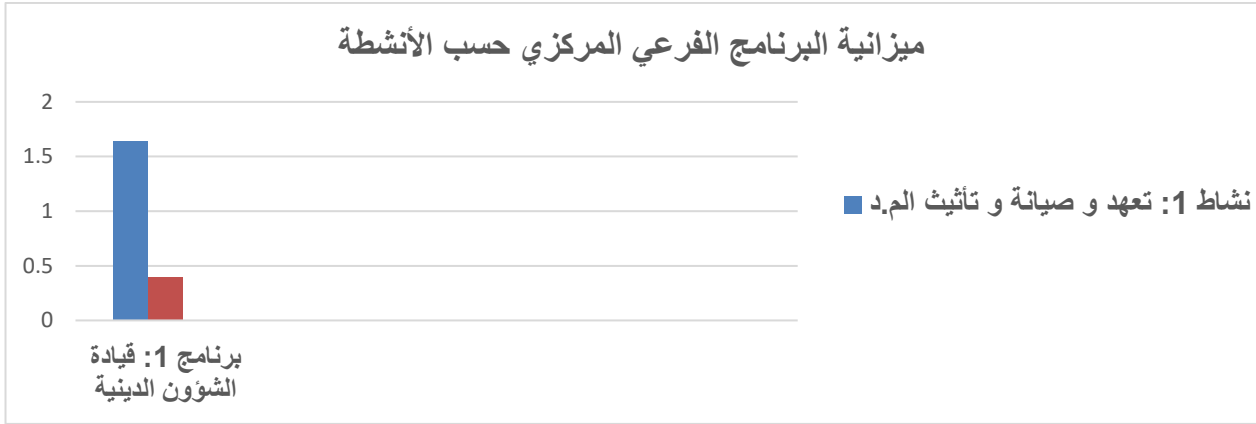 ميزانية البرنامج الفرعي المركزي حسب الأنشطة
2
1.5
1
0.5
0
نشاط 1: تعهد و صيانة و تأثيث الم.د
برنامج 1: قيادة
الشؤون الدينية